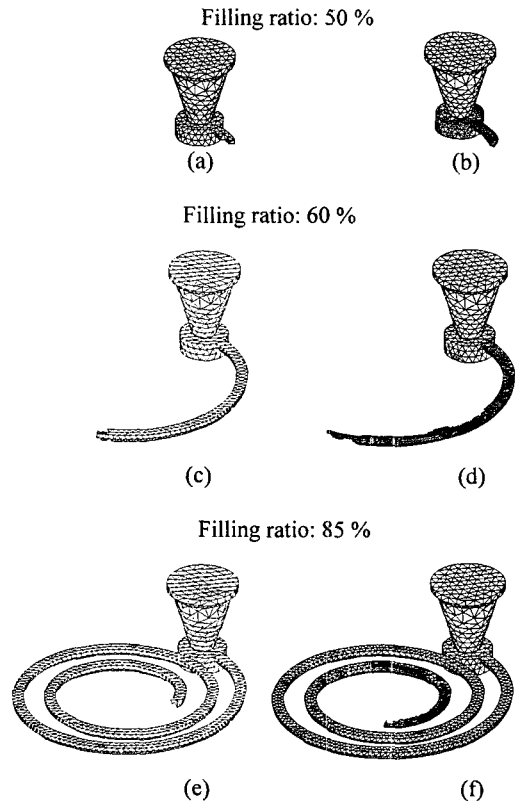 Filling ratio: 50 %
(a) (b)
Filling ratio: 60 %
(c) (d)
Filling ratio: 85 %
(e) (f)